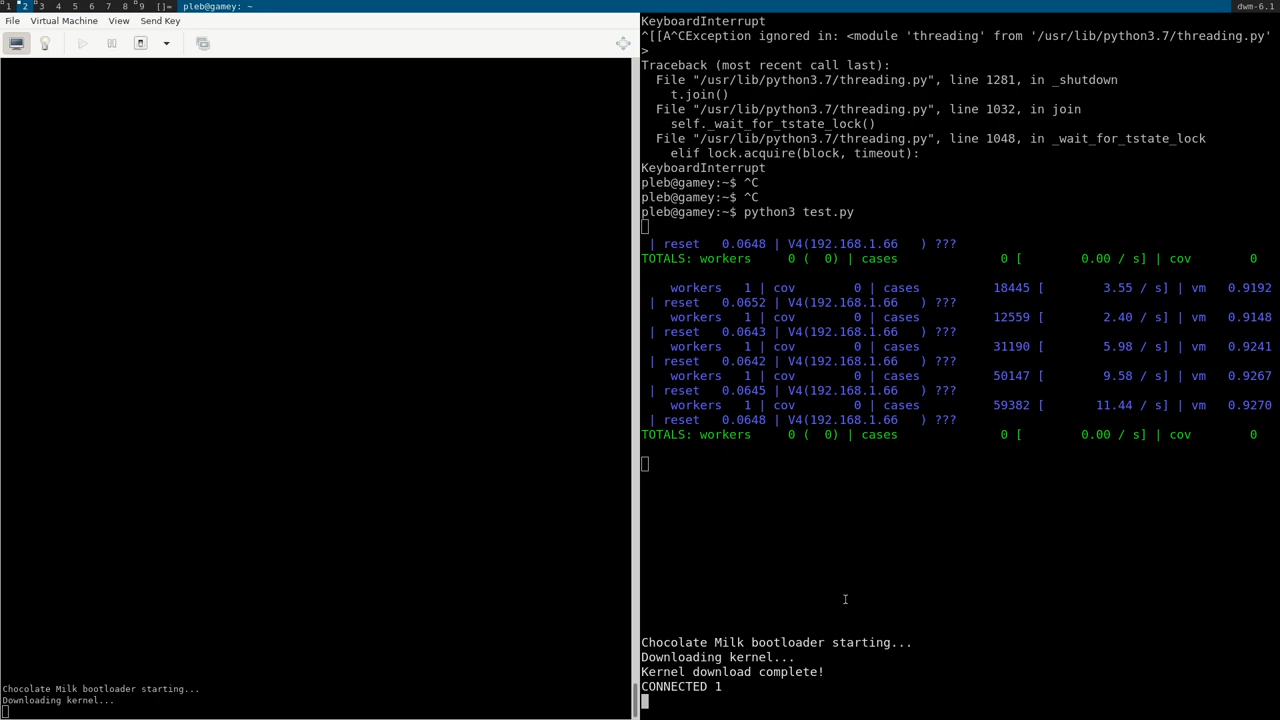 1 2 3 4 5 6 7 8 9 []= pleb@gamey: ~ dwm-6.1
File Virtual Machine View Send Key
Chocolate Milk bootloader starting...
Downloading kernel...
KeyboardInterrupt
^[[A^CException ignored in: <module 'threading' from '/usr/lib/python3.7/threading.py'
>
Traceback (most recent call last):
  File "/usr/lib/python3.7/threading.py", line 1281, in _shutdown
    t.join()
  File "/usr/lib/python3.7/threading.py", line 1032, in join
    self._wait_for_tstate_lock()
  File "/usr/lib/python3.7/threading.py", line 1048, in _wait_for_tstate_lock
    elif lock.acquire(block, timeout):
KeyboardInterrupt
pleb@gamey:~$ ^C
pleb@gamey:~$ ^C
pleb@gamey:~$ python3 test.py
 | reset   0.0648 | V4(192.168.1.66   ) ???
TOTALS: workers     0 (  0) | cases          0 [         0.00 / s] | cov         0
    workers   1 | cov        0 | cases         18445 [         3.55 / s] | vm   0.9192
 | reset   0.0652 | V4(192.168.1.66   ) ???
    workers   1 | cov        0 | cases         12559 [         2.40 / s] | vm   0.9148
 | reset   0.0643 | V4(192.168.1.66   ) ???
    workers   1 | cov        0 | cases         31190 [         5.98 / s] | vm   0.9241
 | reset   0.0642 | V4(192.168.1.66   ) ???
    workers   1 | cov        0 | cases         50147 [         9.58 / s] | vm   0.9267
 | reset   0.0645 | V4(192.168.1.66   ) ???
    workers   1 | cov        0 | cases         59382 [        11.44 / s] | vm   0.9270
 | reset   0.0648 | V4(192.168.1.66   ) ???
TOTALS: workers     0 (  0) | cases          0 [         0.00 / s] | cov         0
Chocolate Milk bootloader starting...
Downloading kernel...
Kernel download complete!
CONNECTED 1